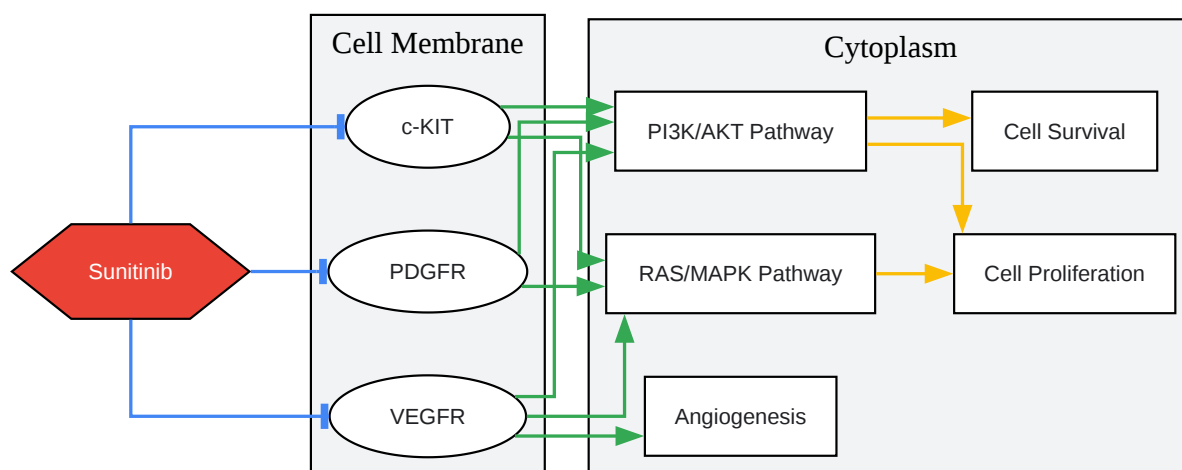 Cell Membrane
Cytoplasm
c-KIT
PI3K/AKT Pathway
Cell Survival
Sunitinib
PDGFR
RAS/MAPK Pathway
Cell Proliferation
VEGFR
Angiogenesis